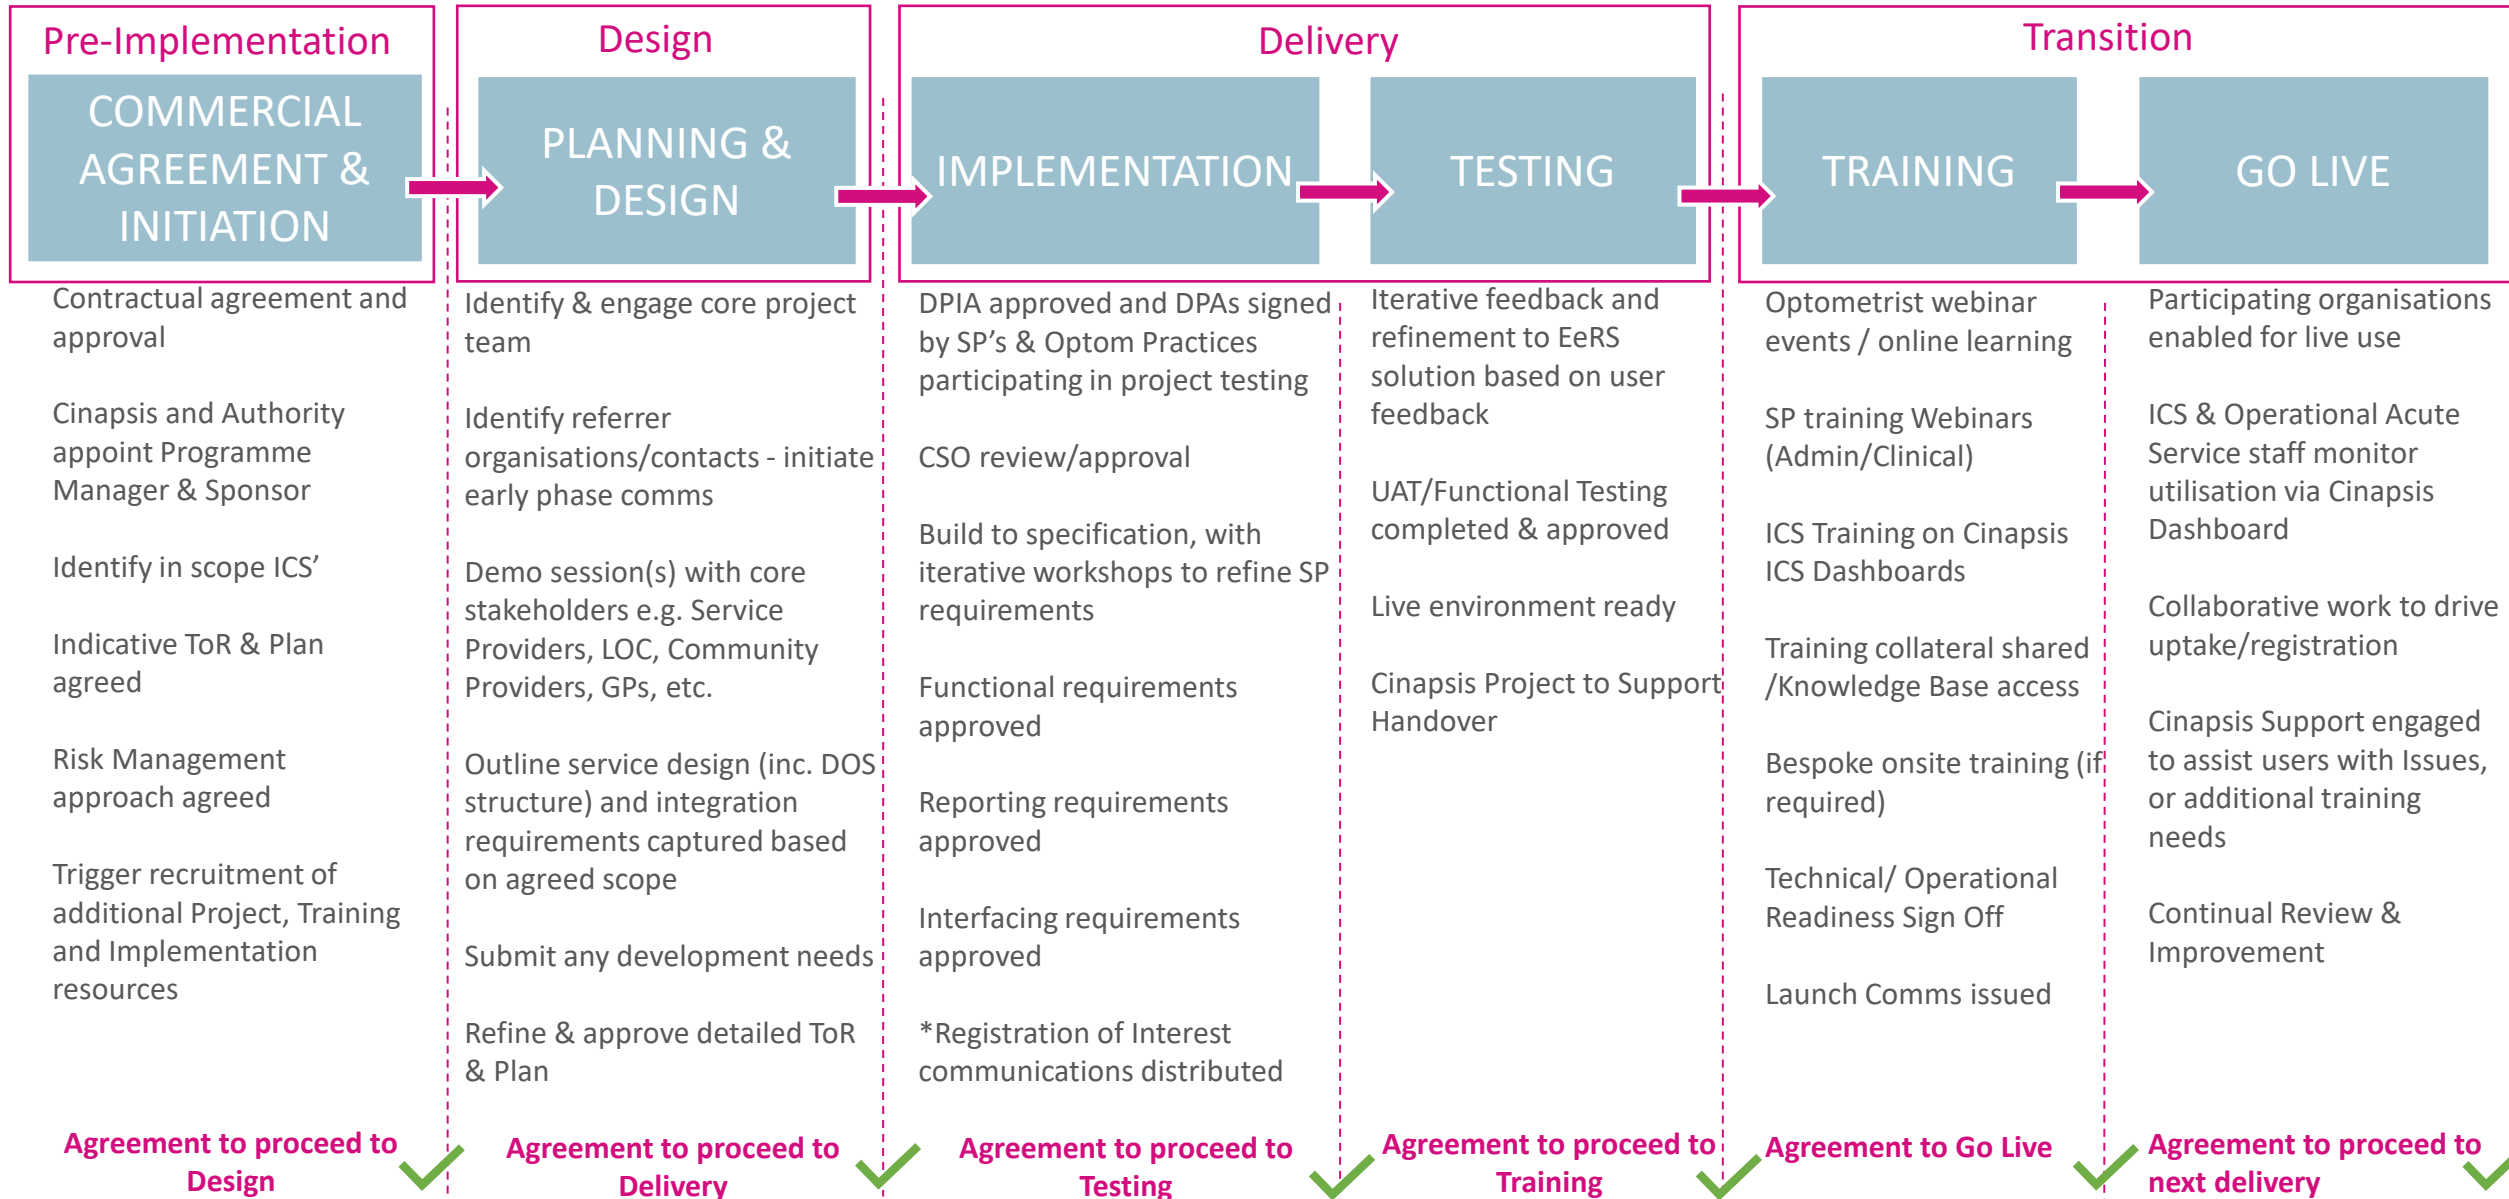 Pre-Implementation
COMMERCIAL
AGREEMENT &
INITIATION
Contractual agreement and
approval
Cinapsis and Authority
appoint Programme
Manager & Sponsor
Identify in scope ICS’
Indicative ToR & Plan
agreed
Risk Management
approach agreed
Trigger recruitment of
additional Project, Training
and Implementation
resources
Agreement to proceed to
Design
Design
PLANNING &
DESIGN
Identify & engage core project
team
Identify referrer
organisations/contacts - initiate
early phase comms
Demo session(s) with core
stakeholders e.g. Service
Providers, LOC, Community
Providers, GPs, etc.
Outline service design (inc. DOS
structure) and integration
requirements captured based
on agreed scope
Submit any development needs
Refine & approve detailed ToR
& Plan
Agreement to proceed to
Delivery
Delivery
IMPLEMENTATION
DPIA approved and DPAs signed
by SP’s & Optom Practices
participating in project testing
CSO review/approval
Build to specification, with
iterative workshops to refine SP
requirements
Functional requirements
approved
Reporting requirements
approved
Interfacing requirements
approved
*Registration of Interest
communications distributed
Agreement to proceed to
Testing
TESTING
Iterative feedback and
refinement to EeRS
solution based on user
feedback
UAT/Functional Testing
completed & approved
Live environment ready
Cinapsis Project to Support
Handover
Agreement to proceed to
Training
Transition
TRAINING
Optometrist webinar
events / online learning
SP training Webinars
(Admin/Clinical)
ICS Training on Cinapsis
ICS Dashboards
Training collateral shared
/Knowledge Base access
Bespoke onsite training (if
required)
Technical/ Operational
Readiness Sign Off
Launch Comms issued
Agreement to Go Live
GO LIVE
Participating organisations
enabled for live use
ICS & Operational Acute
Service staff monitor
utilisation via Cinapsis
Dashboard
Collaborative work to drive
uptake/registration
Cinapsis Support engaged
to assist users with Issues,
or additional training
needs
Continual Review &
Improvement
Agreement to proceed to
next delivery